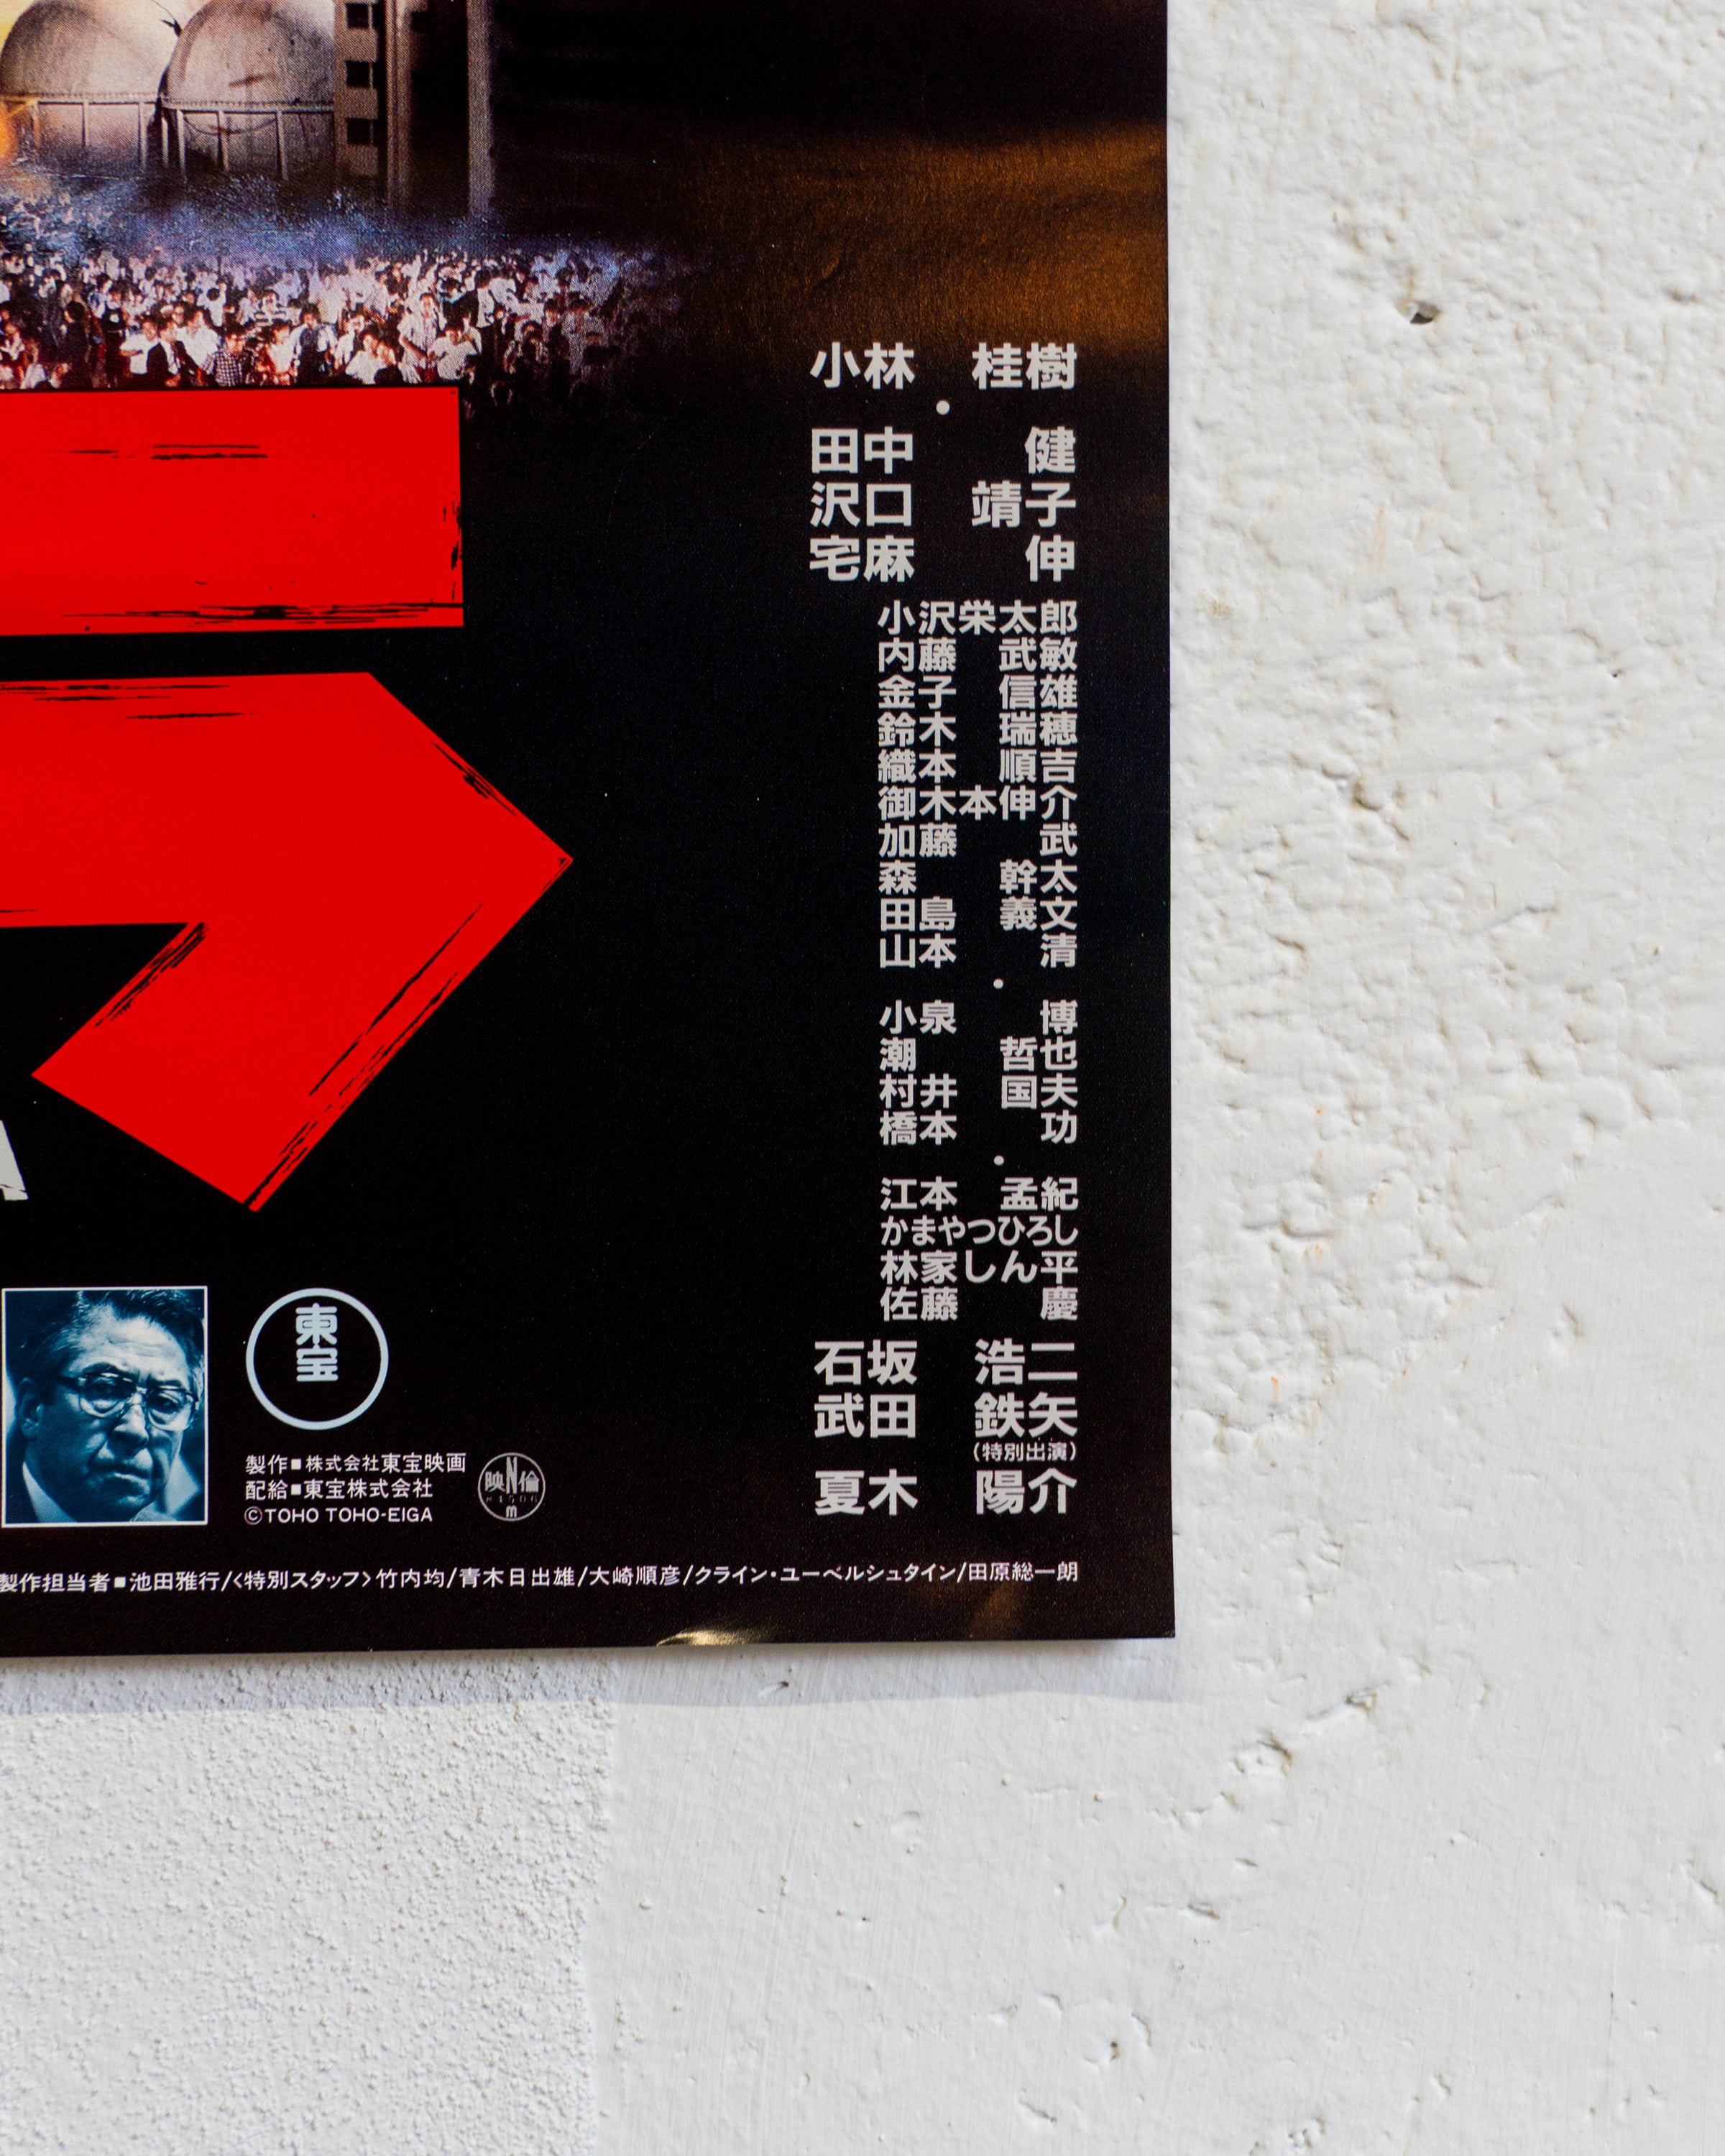 ラ
A
小林 桂樹
・
田中 健
沢口 靖子
宅麻 伸
小沢栄太郎
内藤 武敏
金子 信雄
鈴木 瑞穂
織本 順吉
御木本伸介
加藤 武
森 幹太
田島 義文
山本 清
・
小泉 博
潮 哲也
村井 国夫
橋本 功
・
江本 孟紀
かまやつひろし
林家しん平
佐藤 慶
石坂 浩二
武田 鉄矢
(特別出演)
夏木 陽介
東宝
製作■株式会社東宝映画
配給■東宝株式会社
©TOHO TOHO-EIGA
映倫
製作担当者■池田雅行/<特別スタッフ>竹内均/青木日出雄/大崎順彦/クライン・ユーベルシュタイン/田原総一朗